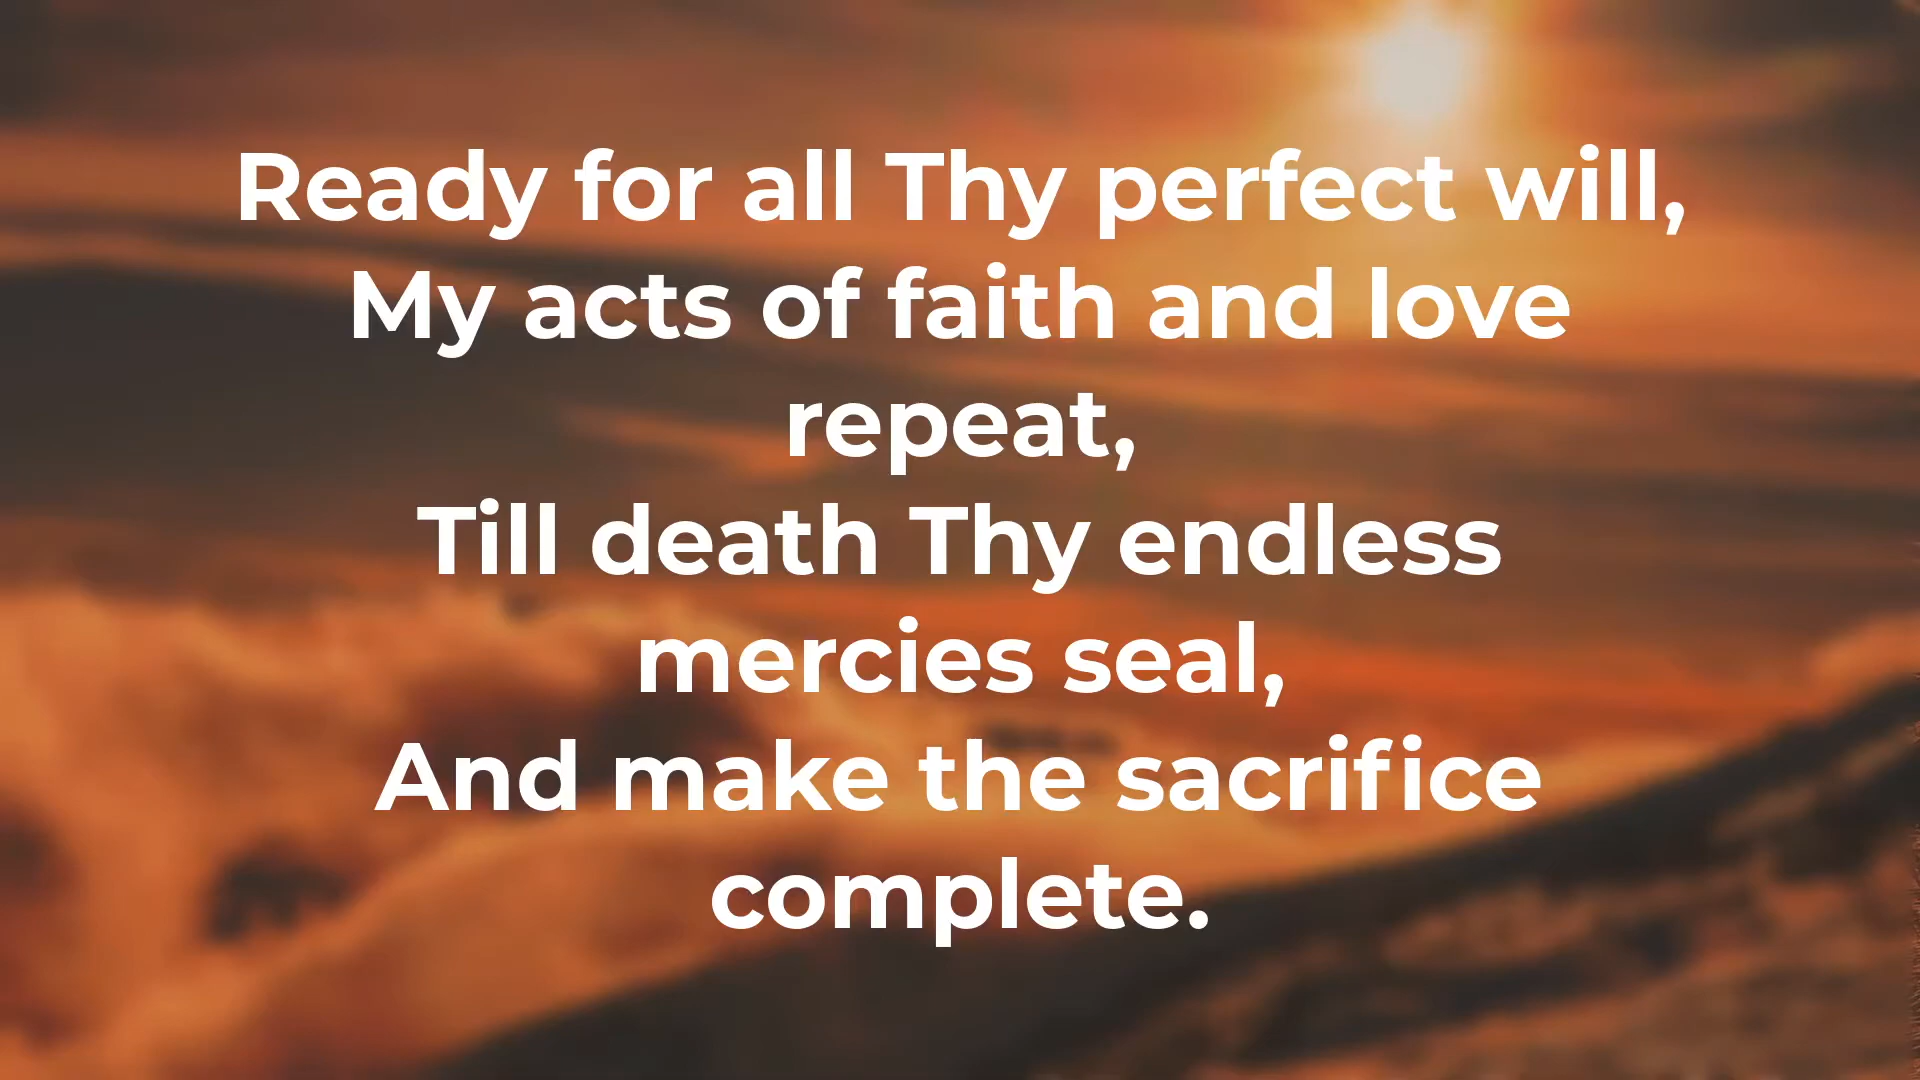 Ready for all Thy perfect will,
My acts of faith and love
repeat,
Till death Thy endless
mercies seal,
And make the sacrifice
complete.